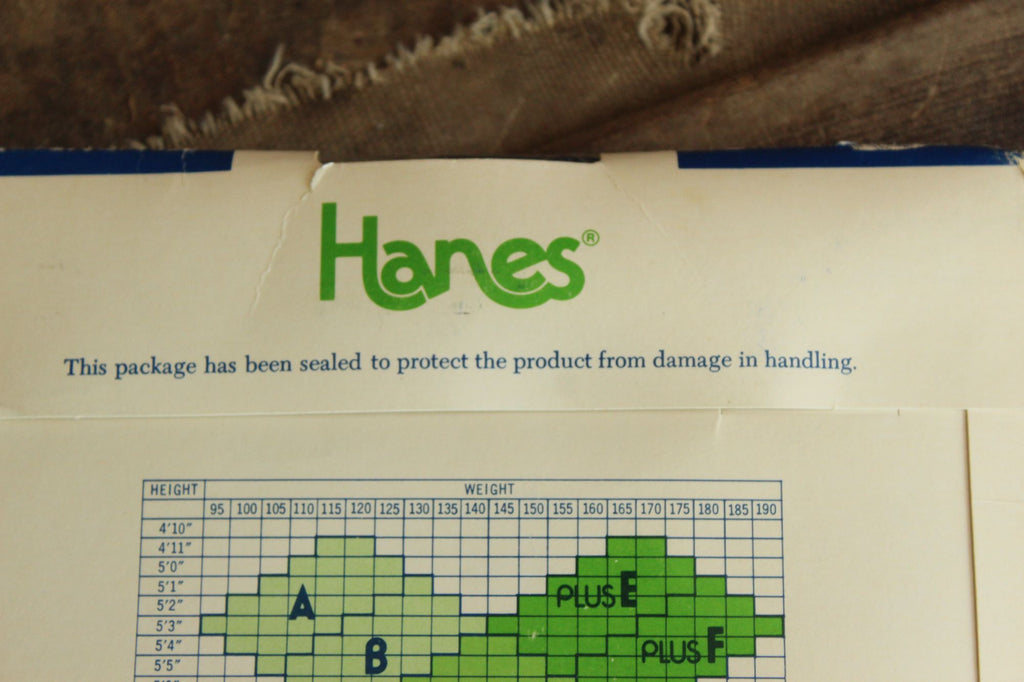 Hanes®
This package has been sealed to protect the product from damage in handling.
HEIGHT WEIGHT
95 100 105 110 115 120 125 130 135 140 145 150 155 160 165 170 175 180 185 190
4'10"
4'11"
5'0"
5'1"
PLUS E
5'2" A
5'3"
5'4" PLUS F
5'5" B